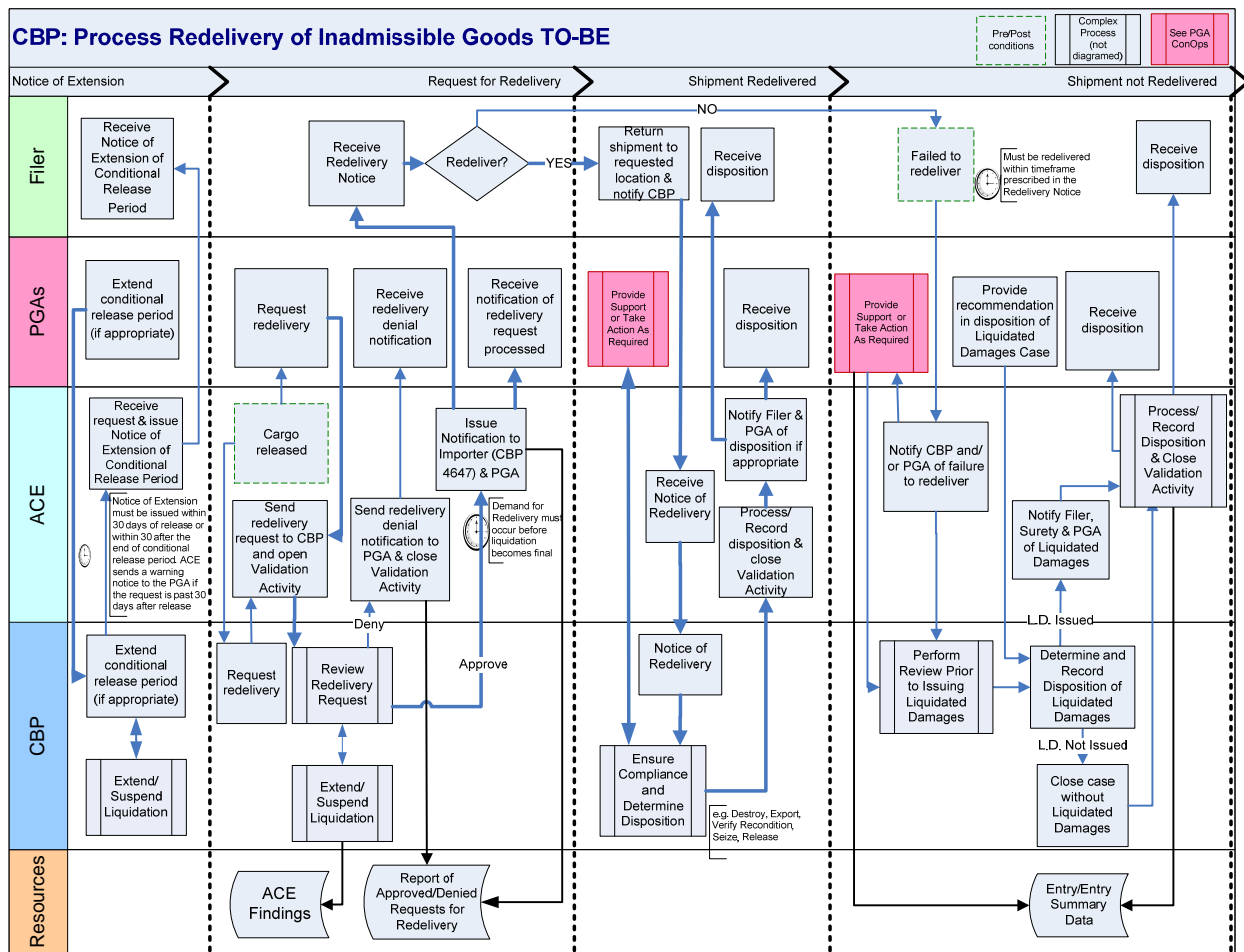 CBP: Process Redelivery of Inadmissible Goods TO-BE
Pre/Post
conditions
Complex
Process
(not
diagramed)
See PGA
ConOps
Notice of Extension
Request for Redelivery
Shipment Redelivered
Shipment not Redelivered
Filer
Receive
Notice of
Extension of
Conditional
Release
Period
Receive
Redelivery
Notice
Redeliver?
NO
YES
Return
shipment to
requested
location &
notify CBP
Receive
disposition
Failed to
redeliver
Must be redelivered
within timeframe
prescribed in the
Redelivery Notice
Receive
disposition
PGAs
Extend
conditional
release period
(if appropriate)
Request
redelivery
Receive
redelivery
denial
notification
Receive
notification of
redelivery
request
processed
Provide
Support
or Take
Action As
Required
Receive
disposition
Provide
Support or
Take Action
As Required
Provide
recommendation
in disposition of
Liquidated
Damages Case
Receive
disposition
ACE
Receive
request & issue
Notice of
Extension of
Conditional
Release Period
Notice of Extension
must be issued within
30 days of release or
within 30 after the
end of conditional
release period. ACE
sends a warning
notice to the PGA if
the request is past 30
days after release
Cargo
released
Send
redelivery
request to CBP
and open
Validation
Activity
Send redelivery
denial
notification to
PGA & close
Validation
Activity
Issue
Notification to
Importer (CBP
4647) & PGA
Demand for
Redelivery must
occur before
liquidation
becomes final
Notify Filer &
PGA of
disposition if
appropriate
Receive
Notice of
Redelivery
Process/
Record
disposition &
close
Validation
Activity
Notify CBP and/
or PGA of failure
to redeliver
Process/
Record
Disposition
& Close
Validation
Activity
Notify Filer,
Surety & PGA
of Liquidated
Damages
CBP
Extend
conditional
release period
(if appropriate)
Extend/
Suspend
Liquidation
Request
redelivery
Deny
Review
Redelivery
Request
Approve
Extend/
Suspend
Liquidation
Notice of
Redelivery
Ensure
Compliance
and
Determine
Disposition
e.g. Destroy, Export,
Verify Recondition,
Seize, Release
Perform
Review Prior
to Issuing
Liquidated
Damages
L.D. Issued
Determine and
Record
Disposition of
Liquidated
Damages
L.D. Not Issued
Close case
without
Liquidated
Damages
Resources
ACE
Findings
Report of
Approved/Denied
Requests for
Redelivery
Entry/Entry
Summary
Data